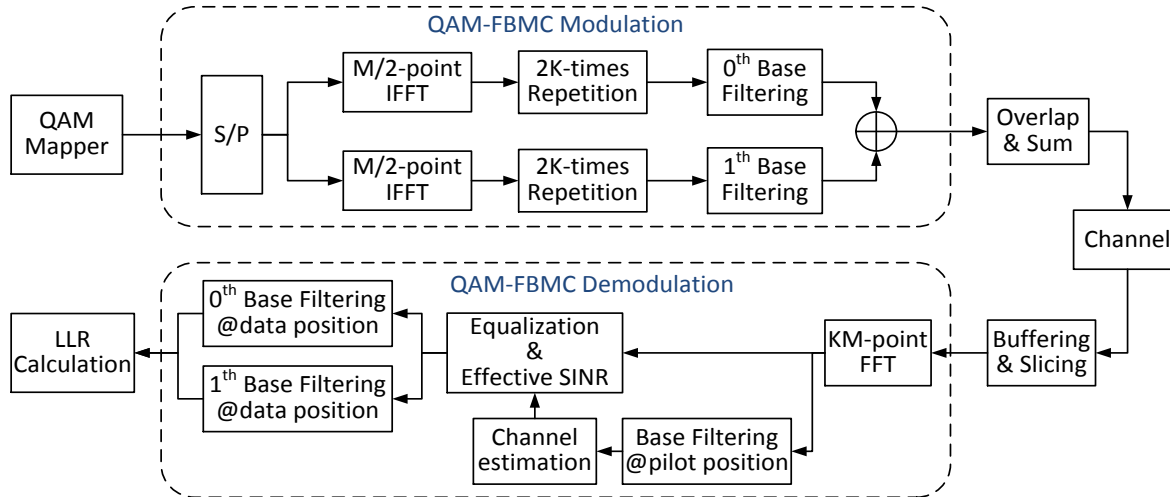 QAM-FBMC Modulation
QAM
Mapper
S/P
M/2-point
IFFT
2K-times
Repetition
0th Base
Filtering
M/2-point
IFFT
2K-times
Repetition
1th Base
Filtering
Overlap
& Sum
Channel
QAM-FBMC Demodulation
LLR
Calculation
0th Base Filtering
@data position
1th Base Filtering
@data position
Equalization
&
Effective SINR
Channel
estimation
Base Filtering
@pilot position
KM-point
FFT
Buffering
& Slicing